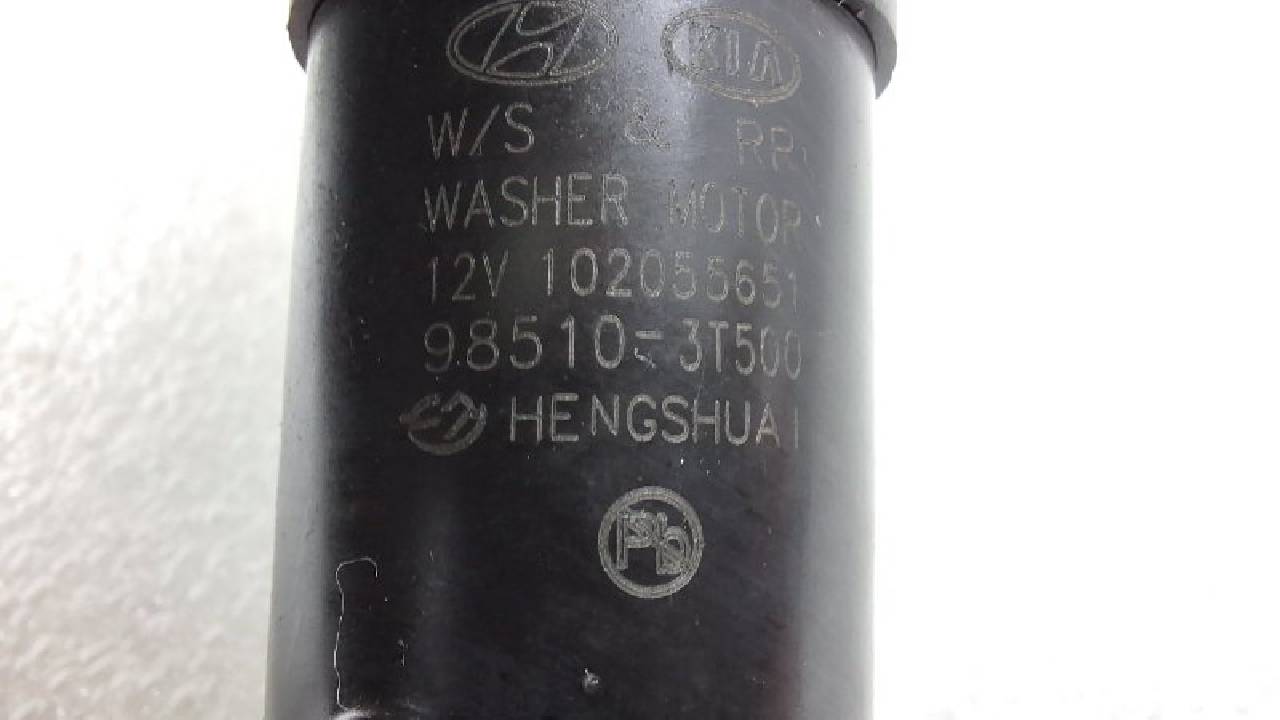 KIA
W/S & RR
WASHER MOTOR
12V 102055651
98510-3T500
HENGSHUAI
Pb